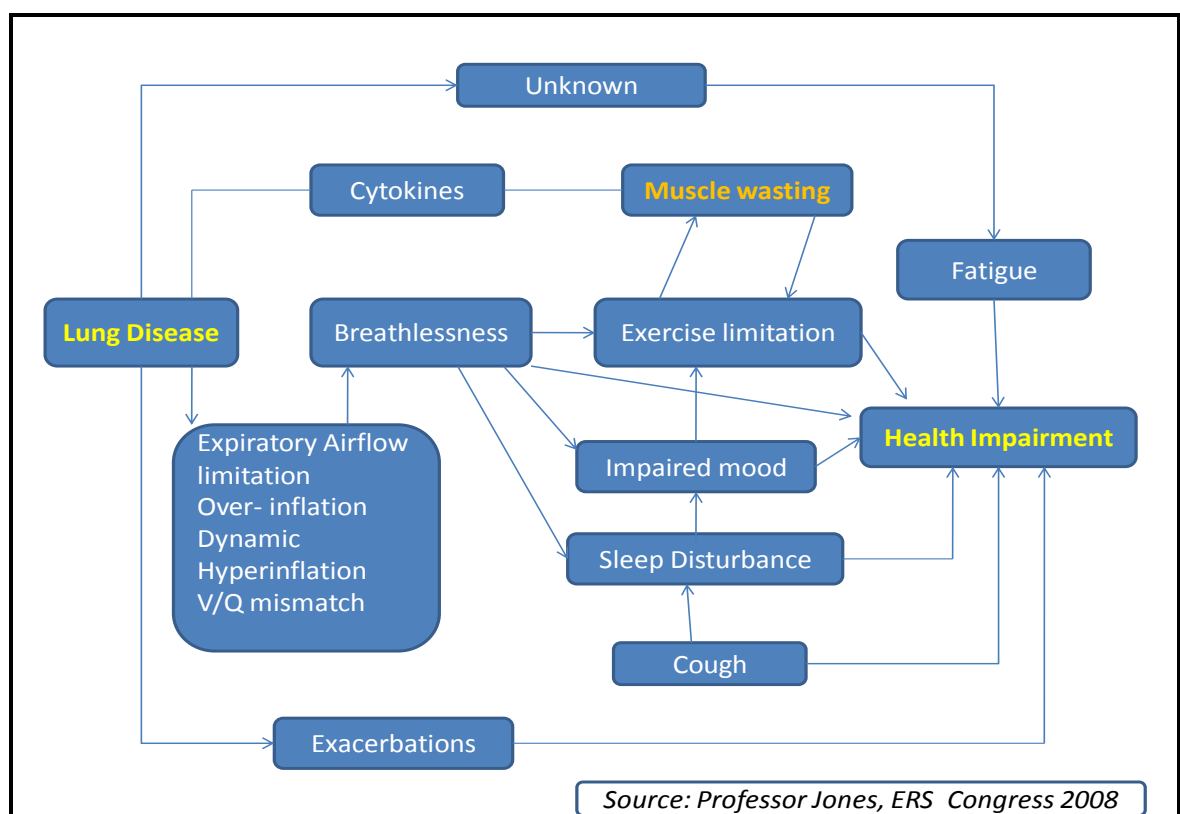 Unknown
Cytokines
Muscle wasting
Fatigue
Lung Disease
Breathlessness
Exercise limitation
Health Impairment
Expiratory Airflow
limitation
Over- inflation
Dynamic
Hyperinflation
V/Q mismatch
Impaired mood
Sleep Disturbance
Cough
Exacerbations
Source: Professor Jones, ERS Congress 2008